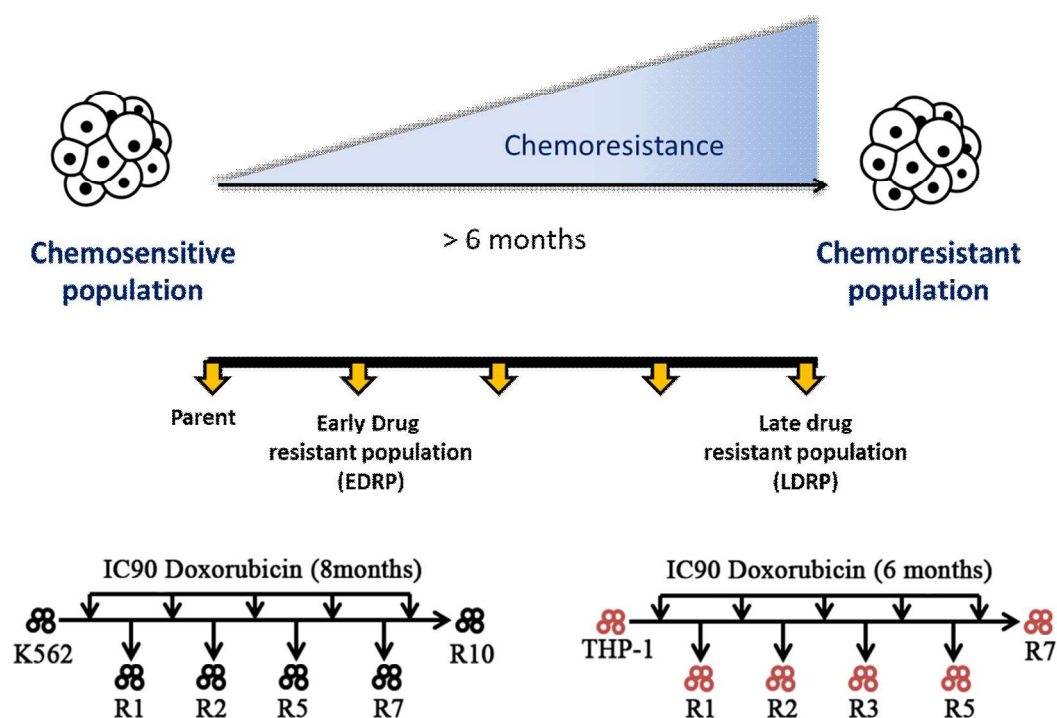 Chemoresistance
> 6 months
Chemosensitive
population
Chemoresistant
population
Parent
Early Drug
resistant population
(EDRP)
Late drug
resistant population
(LDRP)
IC90 Doxorubicin (8months)
K562
R10
R1
R2
R5
R7
IC90 Doxorubicin (6 months)
THP-1
R7
R1
R2
R3
R5